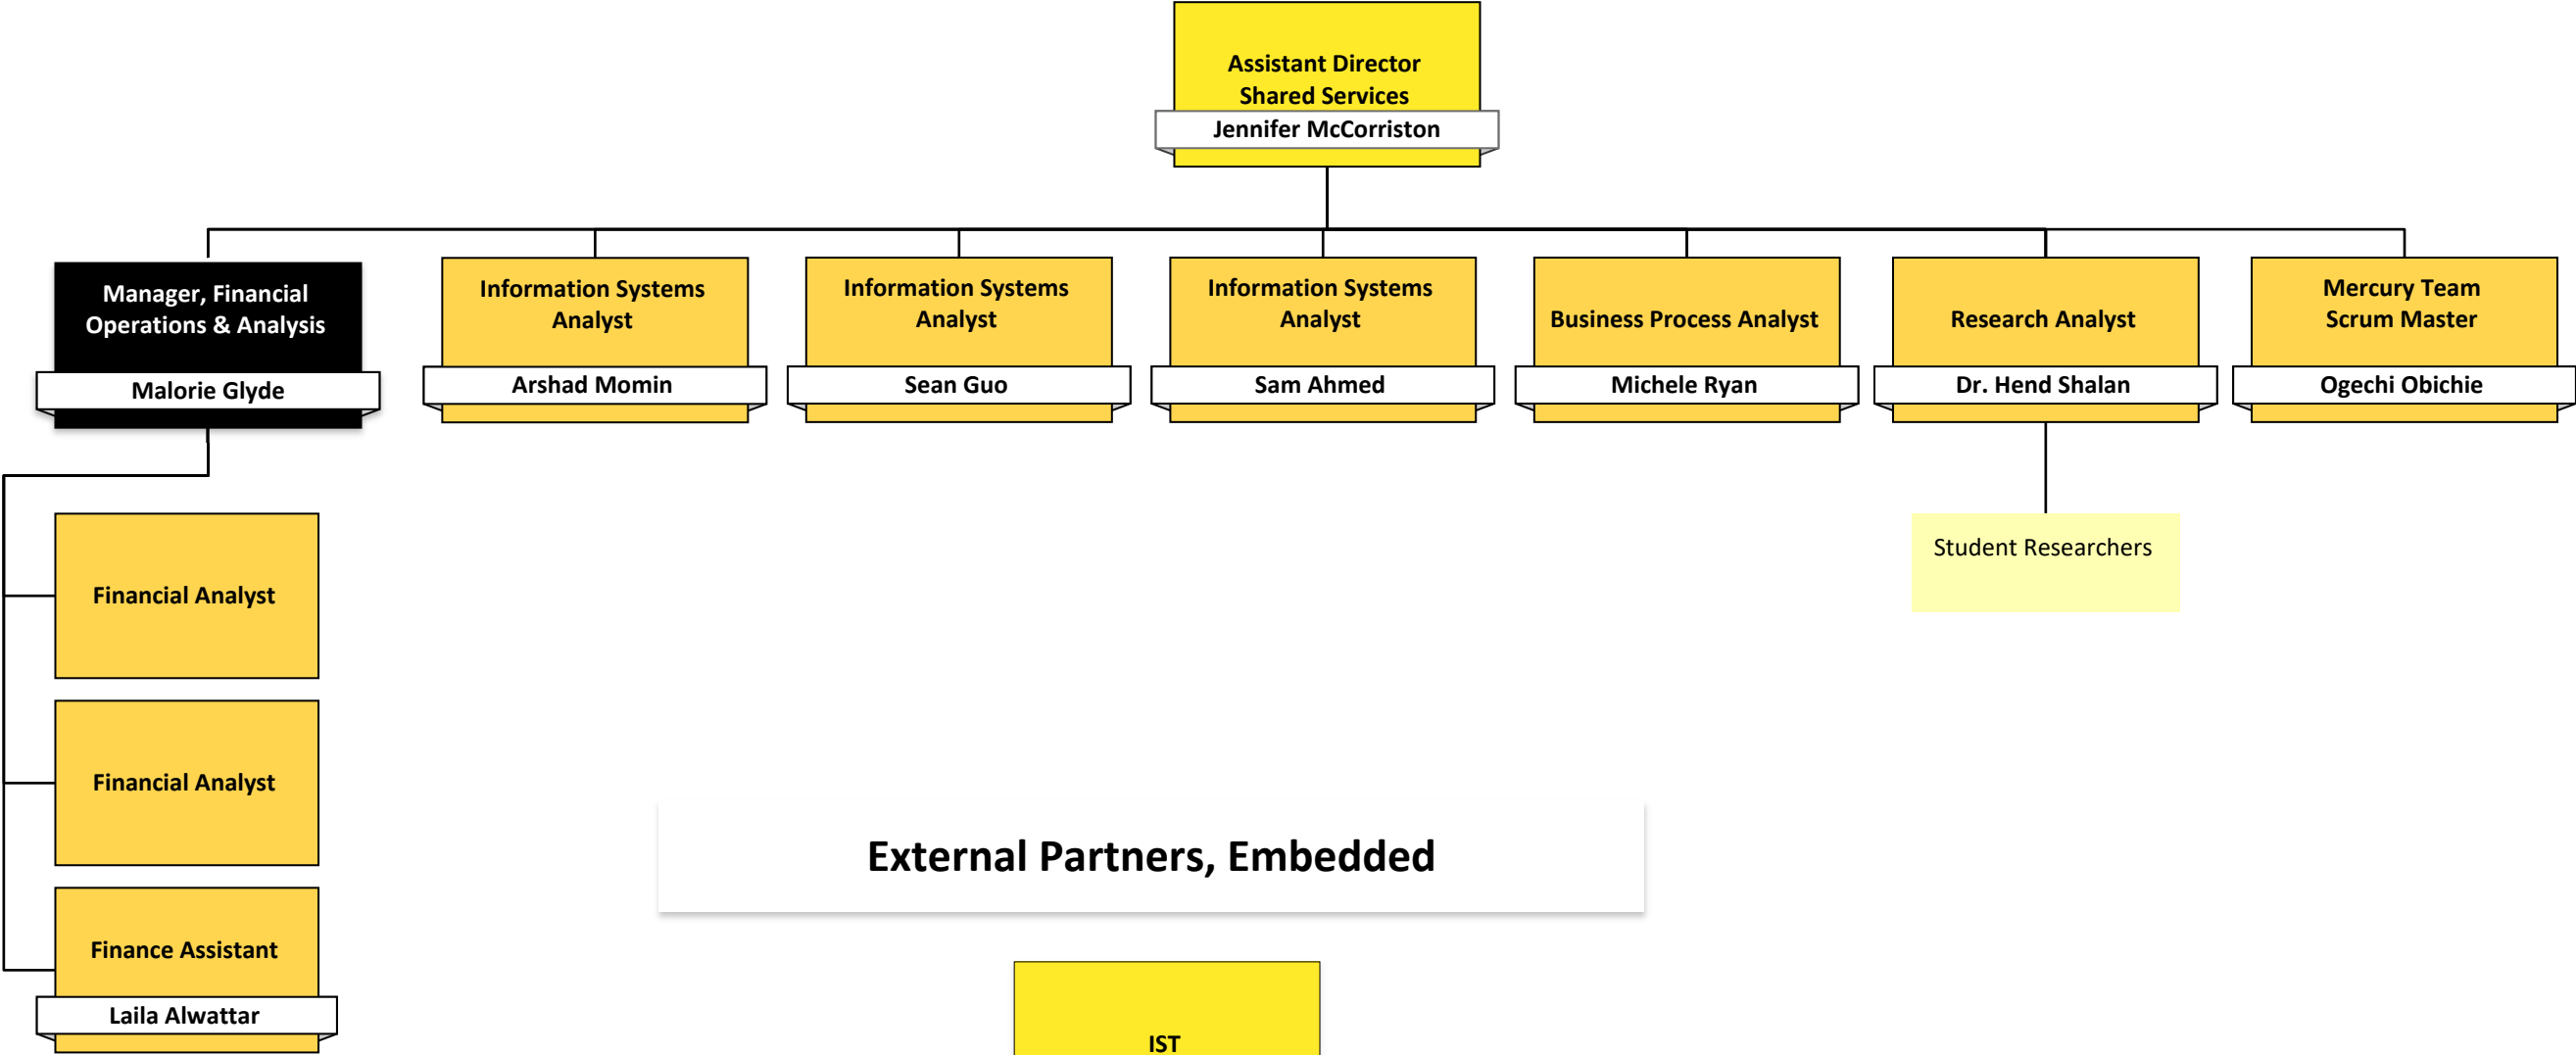 Assistant Director
Shared Services
Jennifer McCorriston
Manager, Financial
Operations & Analysis
Malorie Glyde
Information Systems
Analyst
Arshad Momin
Information Systems
Analyst
Sean Guo
Information Systems
Analyst
Sam Ahmed
Business Process Analyst
Michele Ryan
Research Analyst
Dr. Hend Shalan
Mercury Team
Scrum Master
Ogechi Obichie
Financial Analyst
Student Researchers
Financial Analyst
Finance Assistant
Laila Alwattar
External Partners, Embedded
IST